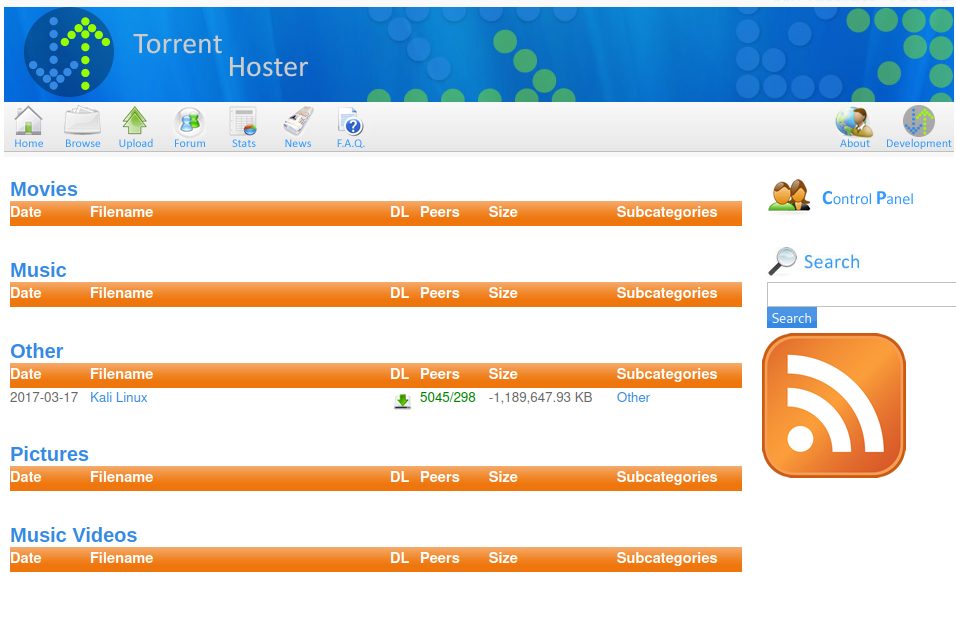 Torrent
Hoster
Home Browse Upload Forum Stats News F.A.Q. About Development
Movies
Date Filename DL Peers Size Subcategories
Music
Date Filename DL Peers Size Subcategories
Other
Date Filename DL Peers Size Subcategories
2017-03-17 Kali Linux 5045/298 -1,189,647.93 KB Other
Pictures
Date Filename DL Peers Size Subcategories
Music Videos
Date Filename DL Peers Size Subcategories
Control Panel
Search
Search